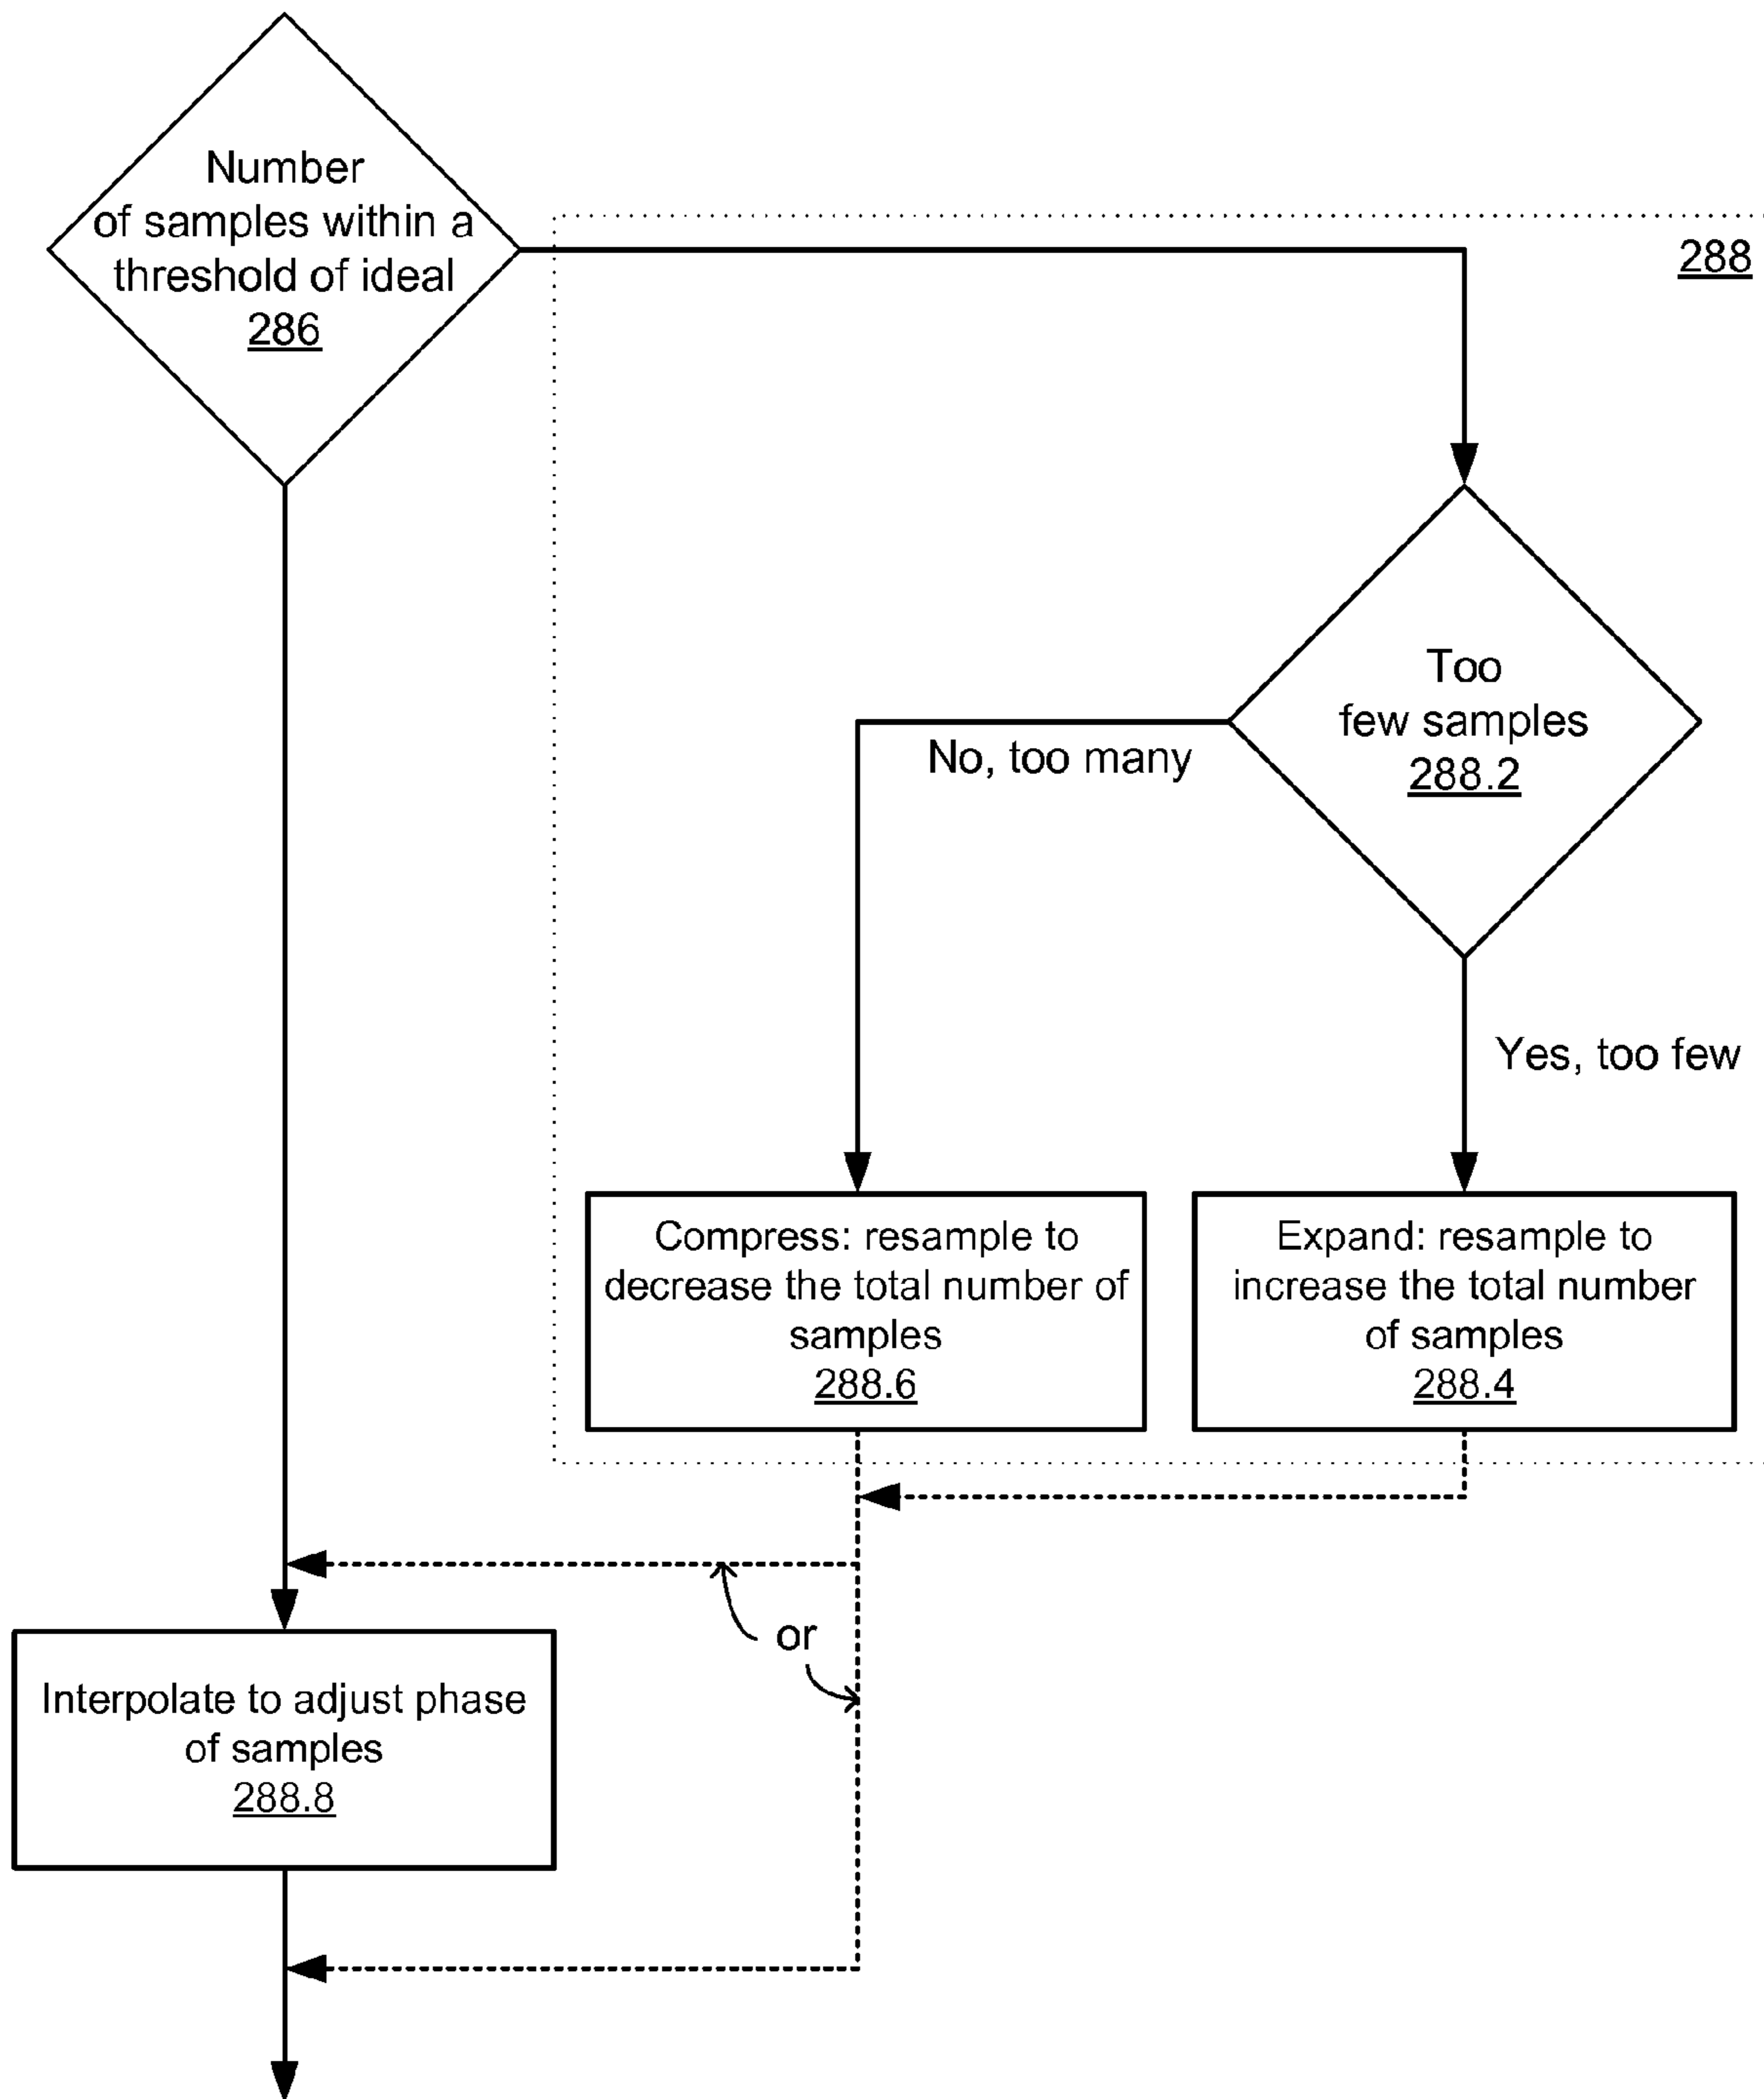 Number
of samples within a
threshold of ideal
286
288
Too
few samples
288.2
No, too many
Yes, too few
Compress: resample to
decrease the total number of
samples
288.6
Expand: resample to
increase the total number
of samples
288.4
or
Interpolate to adjust phase
of samples
288.8